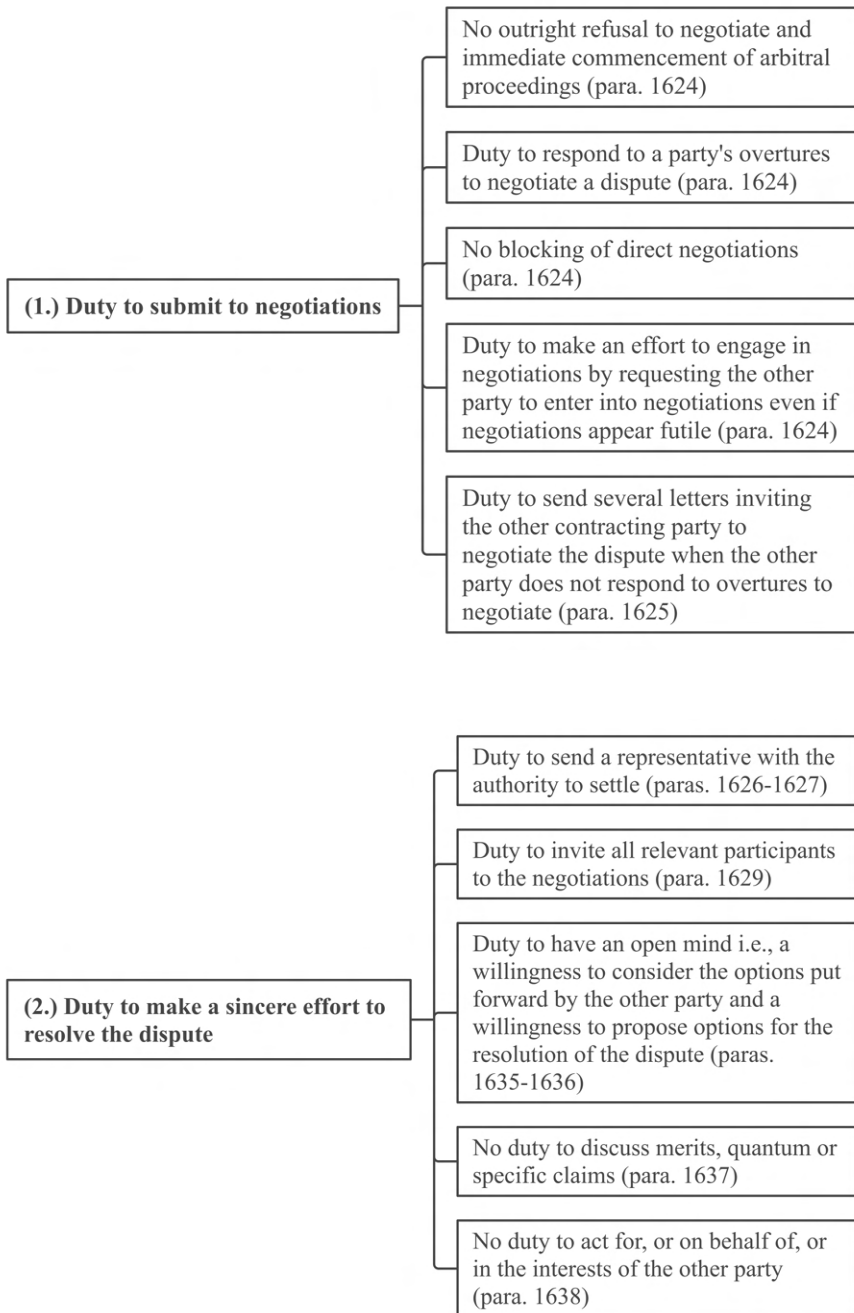 No outright refusal to negotiate and
immediate commencement of arbitral
proceedings (para. 1624)
Duty to respond to a party's overtures
to negotiate a dispute (para. 1624)
No blocking of direct negotiations
(para. 1624)
(1.) Duty to submit to negotiations
Duty to make an effort to engage in
negotiations by requesting the other
party to enter into negotiations even if
negotiations appear futile (para. 1624)
Duty to send several letters inviting
the other contracting party to
negotiate the dispute when the other
party does not respond to overtures to
negotiate (para. 1625)
Duty to send a representative with the
authority to settle (paras. 1626-1627)
Duty to invite all relevant participants
to the negotiations (para. 1629)
(2.) Duty to make a sincere effort to
resolve the dispute
Duty to have an open mind i.e., a
willingness to consider the options put
forward by the other party and a
willingness to propose options for the
resolution of the dispute (paras.
1635-1636)
No duty to discuss merits, quantum or
specific claims (para. 1637)
No duty to act for, or on behalf of, or
in the interests of the other party
(para. 1638)